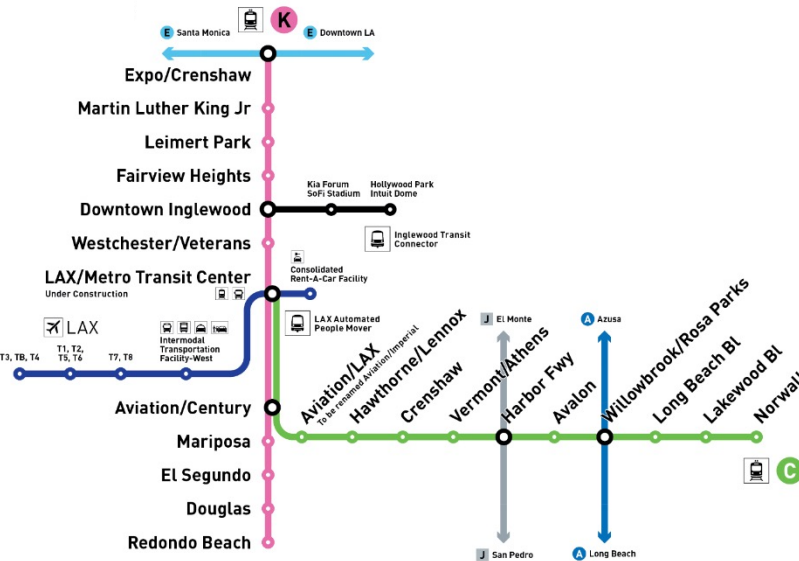 K
E Santa Monica
E Downtown LA
Expo/Crenshaw
Martin Luther King Jr
Leimert Park
Fairview Heights
Kia Forum
SoFi Stadium
Hollywood Park
Intuit Dome
Downtown Inglewood
Inglewood Transit
Connector
Westchester/Veterans
LAX/Metro Transit Center
Under Construction
Consolidated
Rent-A-Car Facility
LAX Automated
People Mover
LAX
Intermodal
Transportation
Facility-West
T3, TB, T4
T1, T2,
T5, T6
T7, T8
J El Monte
A Azusa
Aviation/Century
Aviation/LAX
To be renamed Aviation/Imperial
Hawthorne/Lennox
Crenshaw
Vermont/Athens
Harbor Fwy
Avalon
Willowbrook/Rosa Parks
Long Beach Bl
Lakewood Bl
Norwal
Mariposa
El Segundo
C
Douglas
Redondo Beach
J San Pedro
A Long Beach